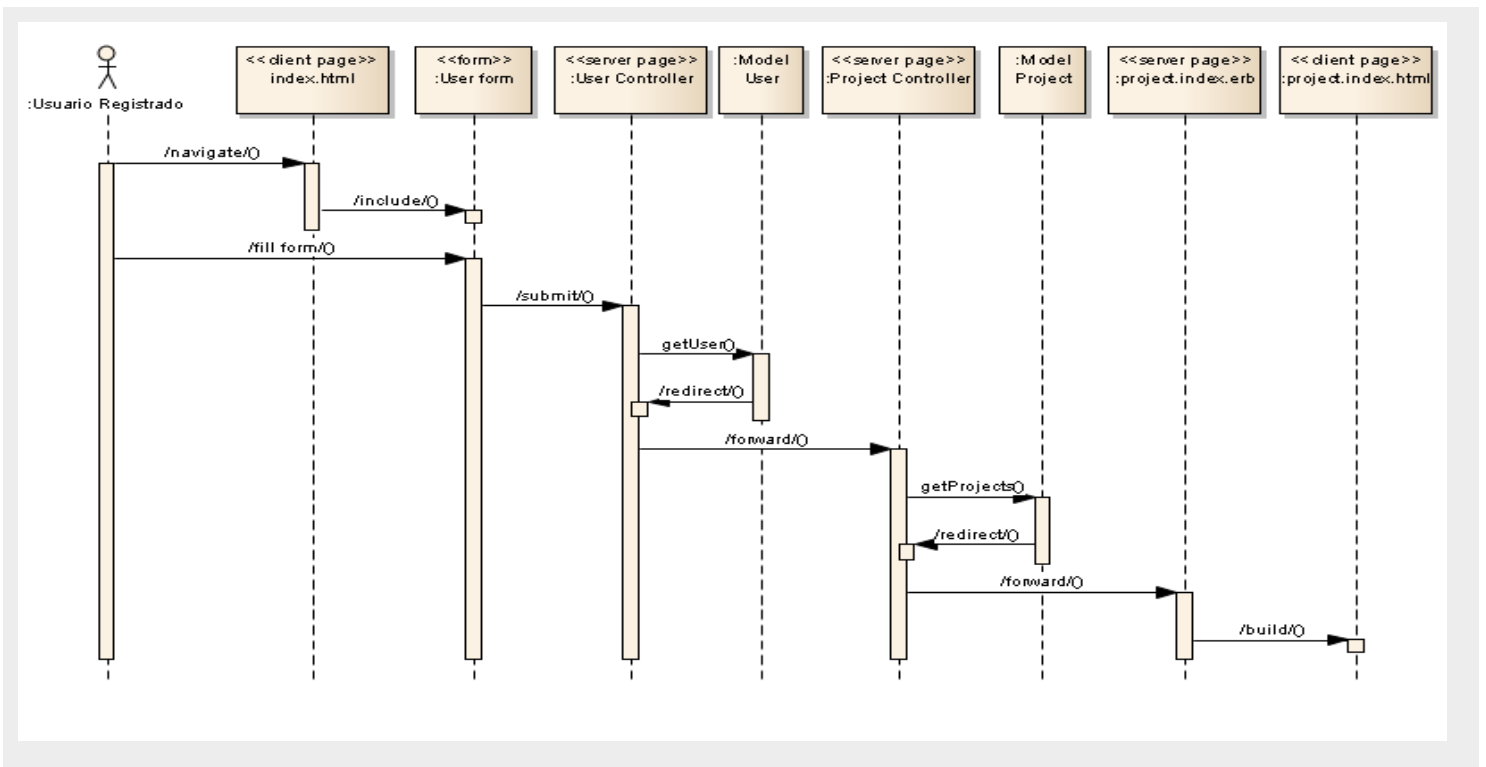 :Usuario Registrado
<<client page>>
index.html
<<form>>
:User form
<<server page>>
:User Controller
:Model
User
<<server page>>
:Project Controller
:Model
Project
<<server page>>
:project.index.erb
<<client page>>
:project.index.html
/navigate/()
/include/()
/fill form/()
/submit/()
getUser()
/redirect/()
/forward/()
getProjects()
/redirect/()
/forward/()
/build/()